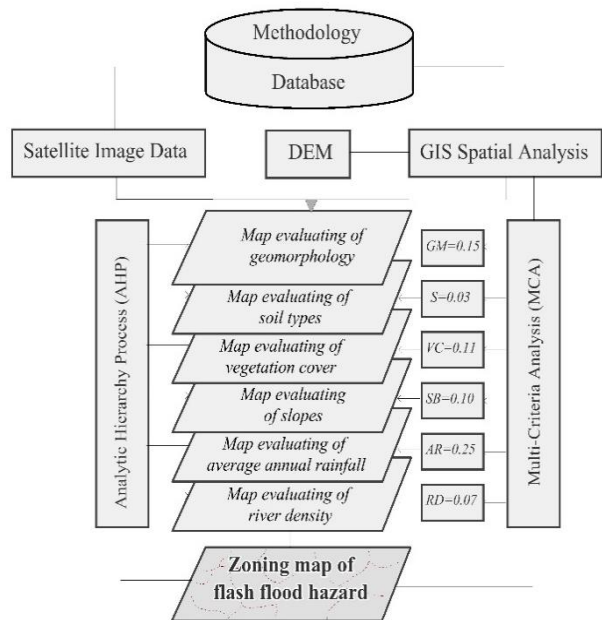 Methodology
Database
Satellite Image Data
DEM
GIS Spatial Analysis
Analytic Hierarchy Process (AHP)
Map evaluating of
geomorphology
GM=0.15
Map evaluating of
soil types
S=0.03
Map evaluating of
vegetation cover
VC=0.11
Map evaluating
of slopes
SB=0.10
Map evaluating of
average annual rainfall
AR=0.25
Map evaluating of
river density
RD=0.07
Multi-Criteria Analysis (MCA)
Zoning map of
flash flood hazard